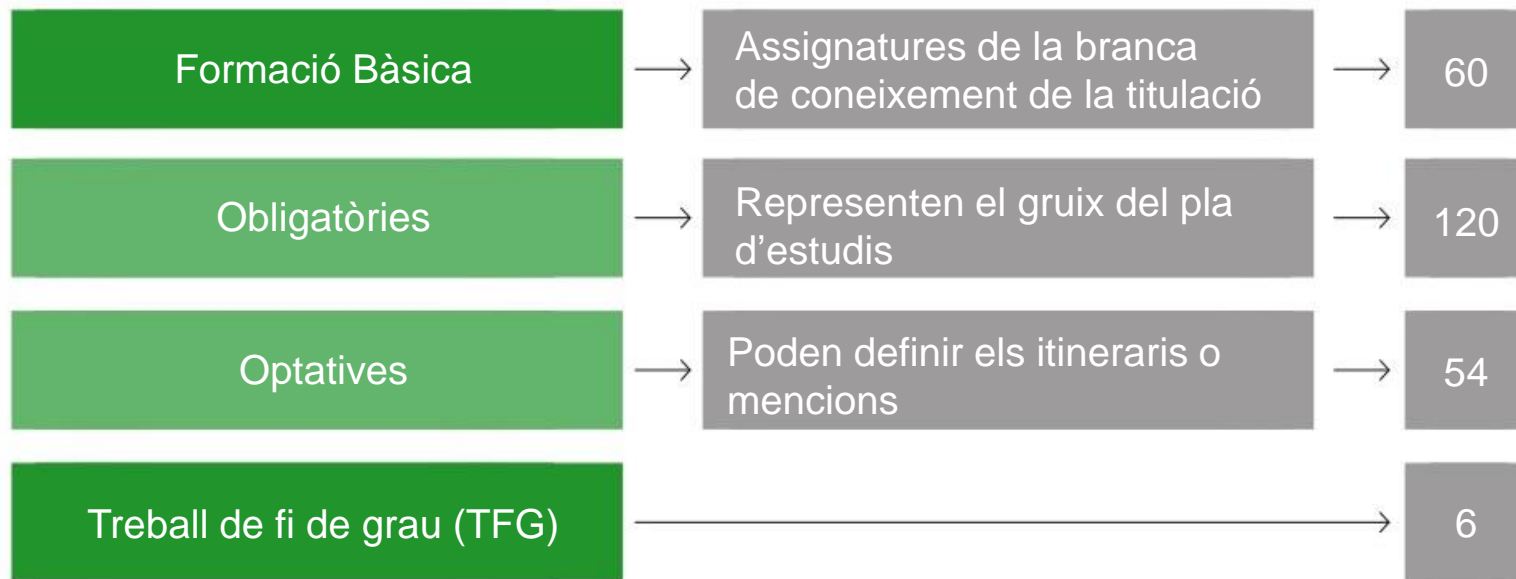 Formació Bàsica
Assignatures de la branca
de coneixement de la titulació
60
Obligatòries
Representen el gruix del pla
d’estudis
120
Optatives
Poden definir els itineraris o
mencions
54
Treball de fi de grau (TFG)
6